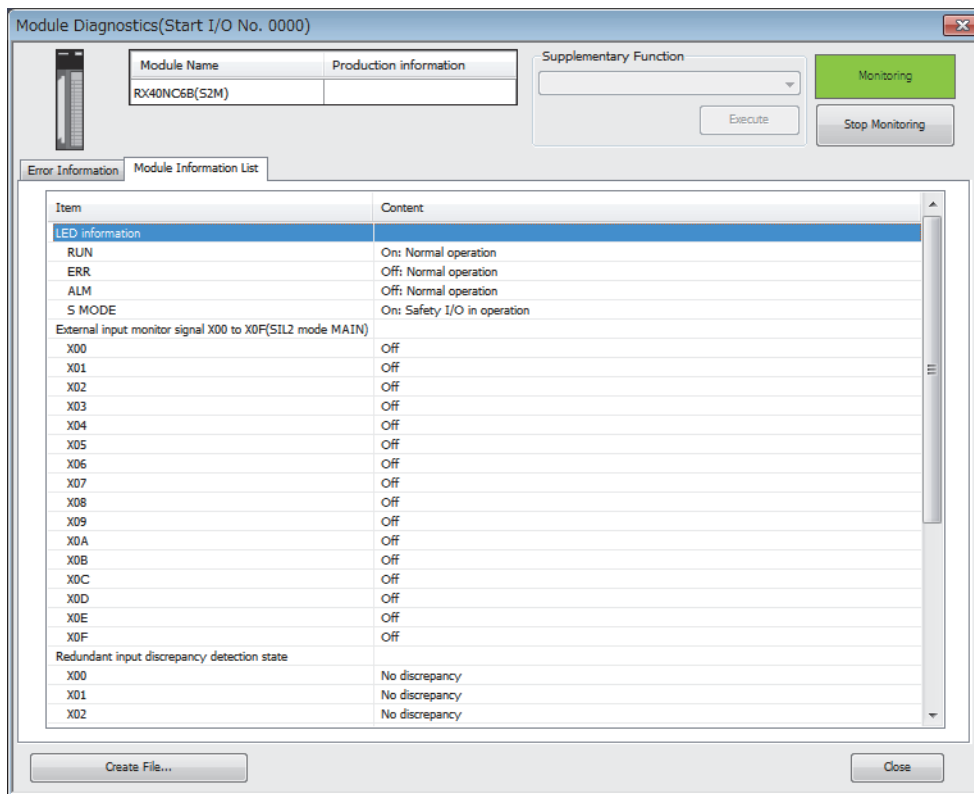 Module Diagnostics(Start I/O No. 0000)
Module Name Production information
RX40NC6B(S2M)
Supplementary Function
Execute
Monitoring
Stop Monitoring
Error Information Module Information List
Item Content
LED information
RUN On: Normal operation
ERR Off: Normal operation
ALM Off: Normal operation
S MODE On: Safety I/O in operation
External input monitor signal X00 to X0F(SIL2 mode MAIN)
X00 Off
X01 Off
X02 Off
X03 Off
X04 Off
X05 Off
X06 Off
X07 Off
X08 Off
X09 Off
X0A Off
X0B Off
X0C Off
X0D Off
X0E Off
X0F Off
Redundant input discrepancy detection state
X00 No discrepancy
X01 No discrepancy
X02 No discrepancy
Create File... Close